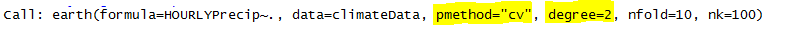 Call: earth(formula=HOURLYPrecip~., data=climateData, pmethod="cv", degree=2, nfold=10, nk=100)